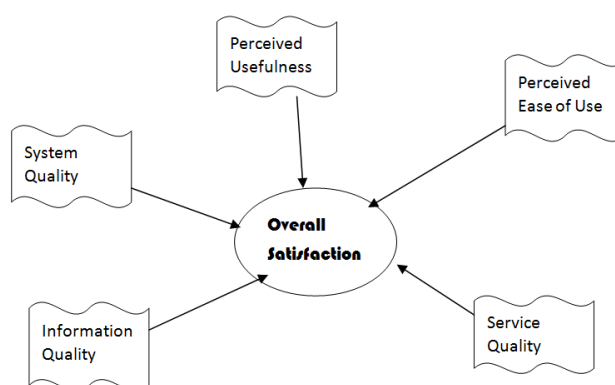 Perceived
Usefulness
Perceived
Ease of Use
System
Quality
Overall
Satisfaction
Information
Quality
Service
Quality